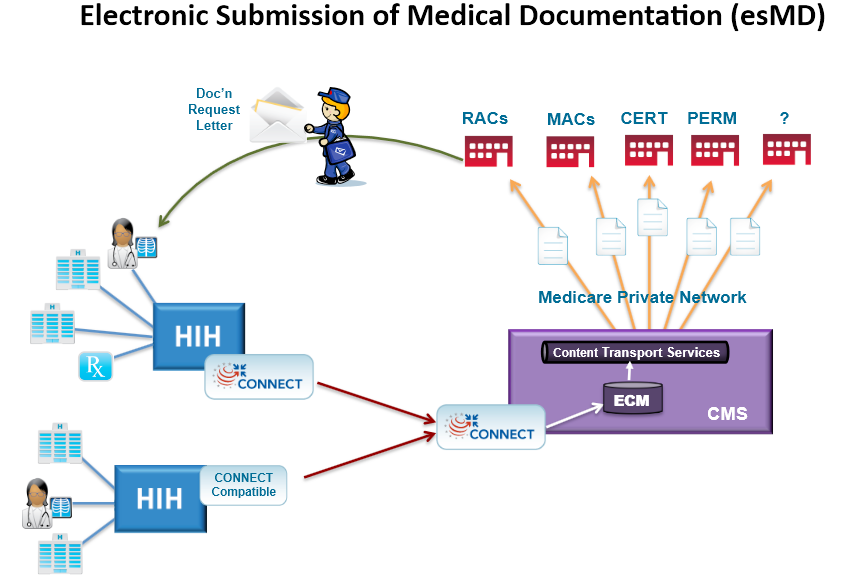 Electronic Submission of Medical Documentation (esMD)
Doc'n
Request
Letter
RACs
MACs
CERT
PERM
?
H
H
Rx
HIH
CONNECT
Medicare Private Network
Content Transport Services
ECM
CMS
CONNECT
H
HIH
CONNECT
Compatible
H